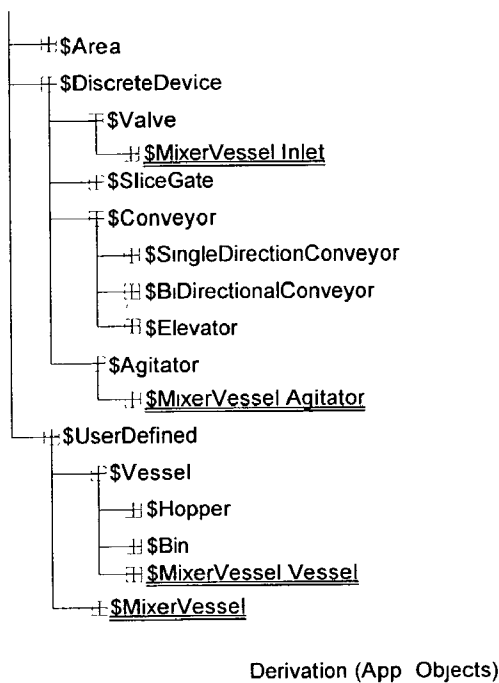 $Area
$DiscreteDevice
$Valve
$MixerVessel Inlet
$SliceGate
$Conveyor
$SingleDirectionConveyor
$BiDirectionalConveyor
$Elevator
$Agitator
$MixerVessel Agitator
$UserDefined
$Vessel
$Hopper
$Bin
$MixerVessel Vessel
$MixerVessel
Derivation (App Objects)